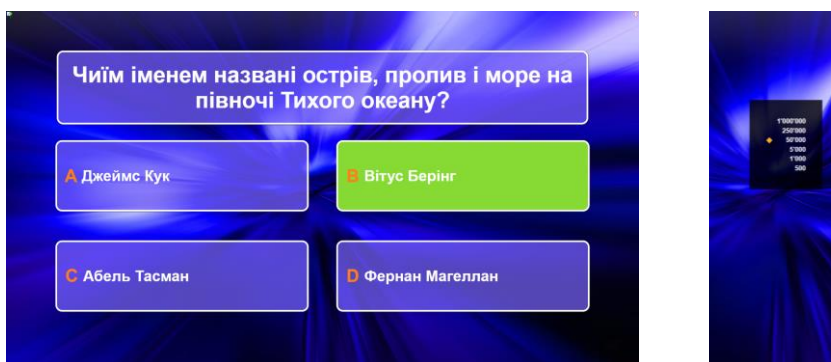 Чиїм іменем названі острів, пролив і море на
півночі Тихого океану?
A Джеймс Кук
B Вітус Берінг
C Абель Тасман
D Фернан Магеллан
1'000'000
250'000
50'000
5'000
1'000
500